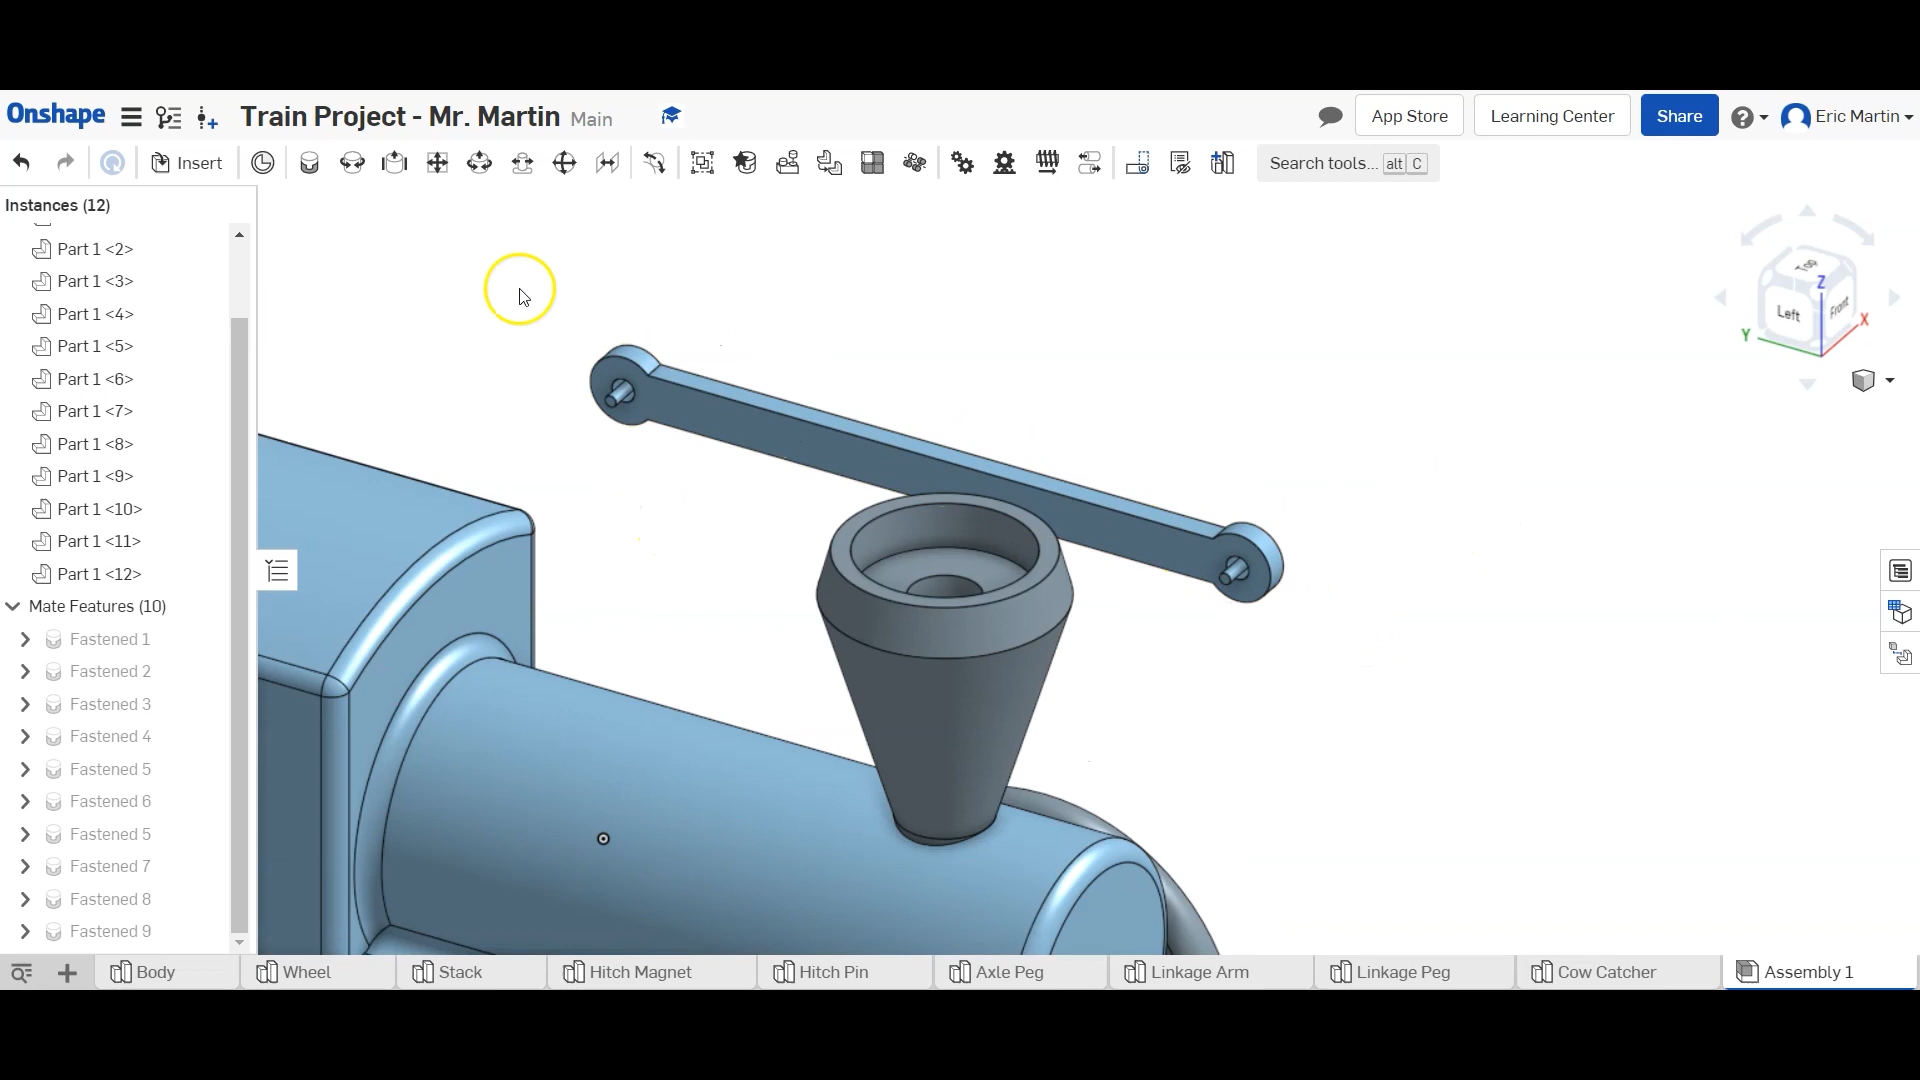 Onshape
Train Project - Mr. Martin Main
App Store
Learning Center
Share
Eric Martin
Insert
Search tools... alt C
Instances (12)
Part 1 <2>
Part 1 <3>
Part 1 <4>
Part 1 <5>
Part 1 <6>
Part 1 <7>
Part 1 <8>
Part 1 <9>
Part 1 <10>
Part 1 <11>
Part 1 <12>
Mate Features (10)
Fastened 1
Fastened 2
Fastened 3
Fastened 4
Fastened 5
Fastened 6
Fastened 5
Fastened 7
Fastened 8
Fastened 9
Top
Z
Left
Front
X
Y
Body
Wheel
Stack
Hitch Magnet
Hitch Pin
Axle Peg
Linkage Arm
Linkage Peg
Cow Catcher
Assembly 1